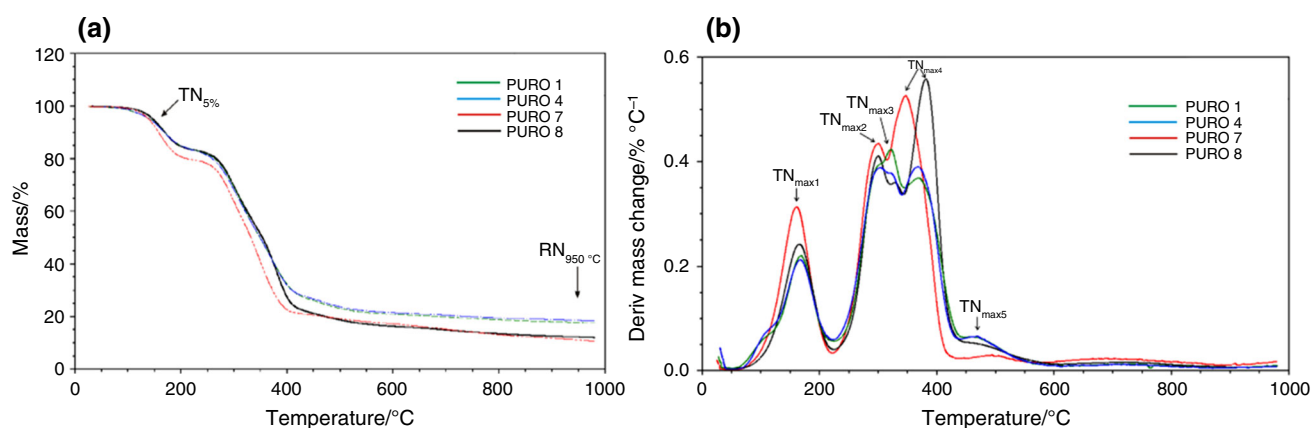 (a)
120
100
80
60
40
20
0
Mass/%
TN5%
PURO 1
PURO 4
PURO 7
PURO 8
RN950 °C
0
200
400
600
800
1000
Temperature/°C
(b)
0.6
0.4
0.2
0.0
Deriv mass change/% °C–1
TNmax4
TNmax3
TNmax2
TNmax1
TNmax5
PURO 1
PURO 4
PURO 7
PURO 8
0
200
400
600
800
1000
Temperature/°C